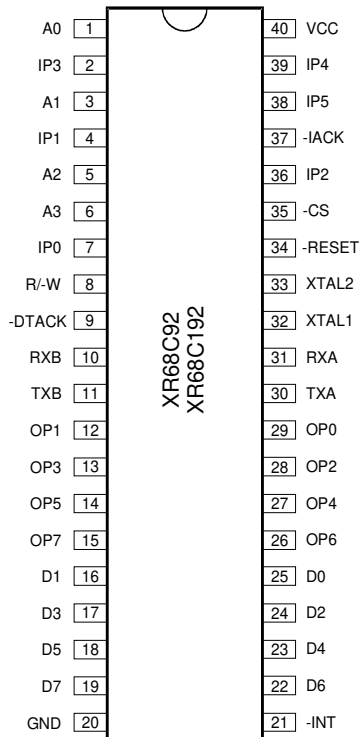 A0 1 40 VCC
IP3 2 39 IP4
A1 3 38 IP5
IP1 4 37 -IACK
A2 5 36 IP2
A3 6 35 -CS
IP0 7 34 -RESET
R/-W 8 33 XTAL2
-DTACK 9 32 XTAL1
RXB 10 31 RXA
TXB 11 30 TXA
OP1 12 29 OP0
OP3 13 28 OP2
OP5 14 27 OP4
OP7 15 26 OP6
D1 16 25 D0
D3 17 24 D2
D5 18 23 D4
D7 19 22 D6
GND 20 21 -INT
XR68C92
XR68C192